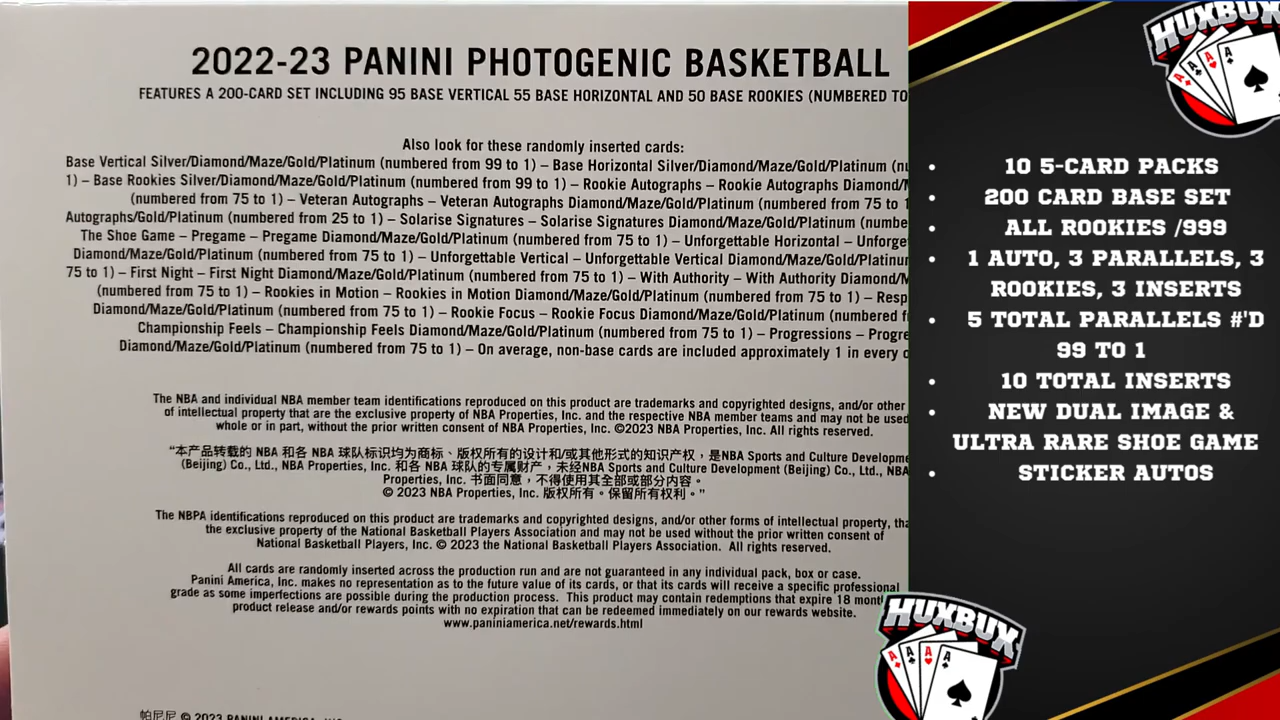 2022-23 PANINI PHOTOGENIC BASKETBALL
FEATURES A 200-CARD SET INCLUDING 95 BASE VERTICAL 55 BASE HORIZONTAL AND 50 BASE ROOKIES (NUMBERED TO
Also look for these randomly inserted cards:
Base Vertical Silver/Diamond/Maze/Gold/Platinum (numbered from 99 to 1) – Base Horizontal Silver/Diamond/Maze/Gold/Platinum
1) – Base Rookies Silver/Diamond/Maze/Gold/Platinum (numbered from 99 to 1) – Rookie Autographs – Rookie Autographs
(numbered from 75 to 1) – Veteran Autographs – Veteran Autographs Diamond/Maze/Gold/Platinum (numbered from 75 to 1
Autographs/Gold/Platinum (numbered from 25 to 1) – Solarise Signatures – Solarise Signatures Diamond/Maze/Gold/Platinum
The Shoe Game – Pregame – Pregame Diamond/Maze/Gold/Platinum (numbered from 75 to 1) – Unforgettable Horizontal –
Diamond/Maze/Gold/Platinum (numbered from 75 to 1) – Unforgettable Vertical – Unforgettable Vertical Diamond/Maze/Gold/Platinum
75 to 1) – First Night – First Night Diamond/Maze/Gold/Platinum (numbered from 75 to 1) – With Authority – With Authority
(numbered from 75 to 1) – Rookies in Motion – Rookies in Motion Diamond/Maze/Gold/Platinum (numbered from 75 to 1) –
Diamond/Maze/Gold/Platinum (numbered from 75 to 1) – Rookie Focus – Rookie Focus Diamond/Maze/Gold/Platinum (numbered
Championship Feels – Championship Feels Diamond/Maze/Gold/Platinum (numbered from 75 to 1) – Progressions –
Diamond/Maze/Gold/Platinum (numbered from 75 to 1) – On average, non-base cards are included approximately 1 in every
The NBA and individual NBA member team identifications reproduced on this product are trademarks and copyrighted designs, and/or other
of intellectual property that are the exclusive property of NBA Properties, Inc. and the respective NBA member teams and may not be used
whole or in part, without the prior written consent of NBA Properties, Inc. ©2023 NBA Properties, Inc. All rights reserved.
“本产品转载的 NBA 和各 NBA 球队标识均为商标、版权所有的设计和/或其他形式的知识产权，是NBA Sports and Culture
(Beijing) Co., Ltd., NBA Properties, Inc. 和各 NBA 球队的专属财产，未经NBA Sports and Culture Development (Beijing) Co., Ltd., NBA
Properties, Inc. 书面同意，不得使用其全部或部分内容。
© 2023 NBA Properties, Inc. 版权所有。保留所有权利。”
The NBPA identifications reproduced on this product are trademarks and copyrighted designs, and/or other forms of intellectual property,
the exclusive property of the National Basketball Players Association and may not be used without the prior written consent of
National Basketball Players, Inc. © 2023 the National Basketball Players Association. All rights reserved.
All cards are randomly inserted across the production run and are not guaranteed in any individual pack, box or case.
Panini America, Inc. makes no representation as to the future value of its cards, or that its cards will receive a specific professional
grade as some imperfections are possible during the production process. This product may contain redemptions that expire 18
product release and/or rewards points with no expiration that can be redeemed immediately on our rewards website.
www.paniniamerica.net/rewards.html
帕尼尼 © 2023 PANINI AMERICA, INC.
HUXBUX
• 10 5-CARD PACKS
• 200 CARD BASE SET
• ALL ROOKIES /999
• 1 AUTO, 3 PARALLELS, 3
ROOKIES, 3 INSERTS
• 5 TOTAL PARALLELS #'D
99 TO 1
• 10 TOTAL INSERTS
• NEW DUAL IMAGE &
ULTRA RARE SHOE GAME
• STICKER AUTOS
HUXBUX